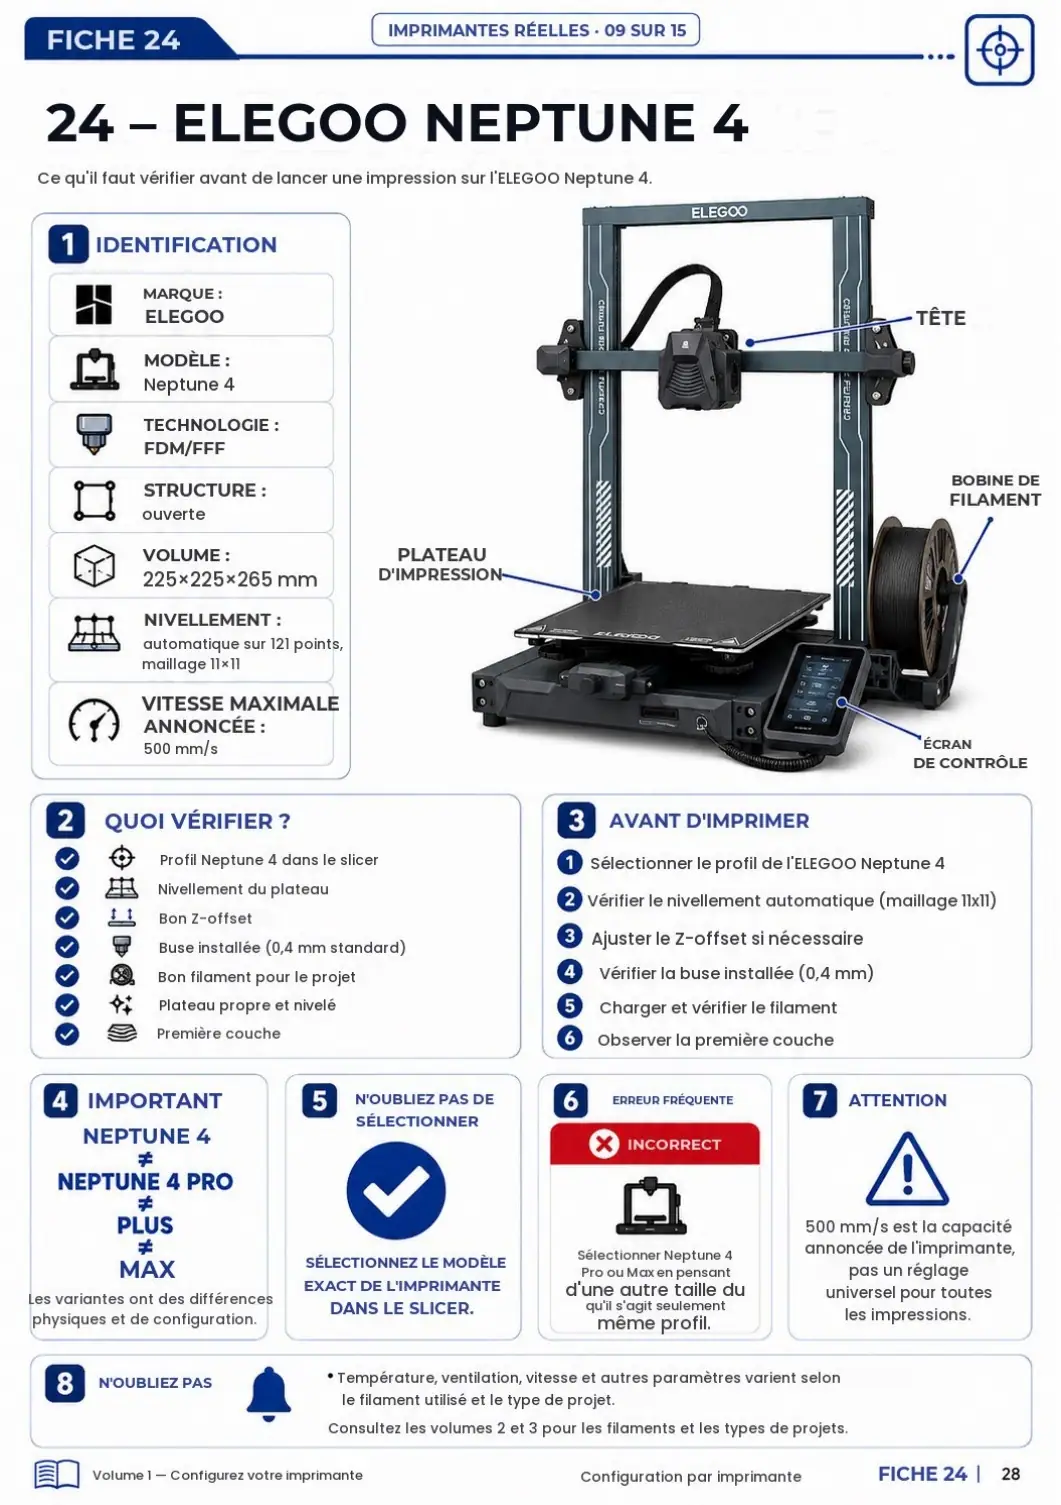 FICHE 24
IMPRIMANTES RÉELLES · 09 SUR 15
24 – ELEGOO NEPTUNE 4
Ce qu'il faut vérifier avant de lancer une impression sur l'ELEGOO Neptune 4.
1 IDENTIFICATION
MARQUE :
ELEGOO
MODÈLE :
Neptune 4
TECHNOLOGIE :
FDM/FFF
STRUCTURE :
ouverte
VOLUME :
225×225×265 mm
NIVELLEMENT :
automatique sur 121 points,
maillage 11×11
VITESSE MAXIMALE
ANNONCÉE :
500 mm/s
ELEGOO
TÊTE
BOBINE DE
FILAMENT
PLATEAU
D'IMPRESSION
ELEGOO
ÉCRAN
DE CONTRÔLE
2 QUOI VÉRIFIER ?
Profil Neptune 4 dans le slicer
Nivellement du plateau
Bon Z-offset
Buse installée (0,4 mm standard)
Bon filament pour le projet
Plateau propre et nivelé
Première couche
3 AVANT D'IMPRIMER
1 Sélectionner le profil de l'ELEGOO Neptune 4
2 Vérifier le nivellement automatique (maillage 11x11)
3 Ajuster le Z-offset si nécessaire
4 Vérifier la buse installée (0,4 mm)
5 Charger et vérifier le filament
6 Observer la première couche
4 IMPORTANT
NEPTUNE 4
≠
NEPTUNE 4 PRO
≠
PLUS
≠
MAX
Les variantes ont des différences
physiques et de configuration.
5 N'OUBLIEZ PAS DE
SÉLECTIONNER
SÉLECTIONNEZ LE MODÈLE
EXACT DE L'IMPRIMANTE
DANS LE SLICER.
6 ERREUR FRÉQUENTE
INCORRECT
Sélectionner Neptune 4
Pro ou Max en pensant
d'une autre taille du
qu'il s'agit seulement
même profil.
7 ATTENTION
500 mm/s est la capacité
annoncée de l'imprimante,
pas un réglage
universel pour toutes
les impressions.
8 N'OUBLIEZ PAS
• Température, ventilation, vitesse et autres paramètres varient selon
le filament utilisé et le type de projet.
Consultez les volumes 2 et 3 pour les filaments et les types de projets.
Volume 1 — Configurez votre imprimante
Configuration par imprimante
FICHE 24 | 28